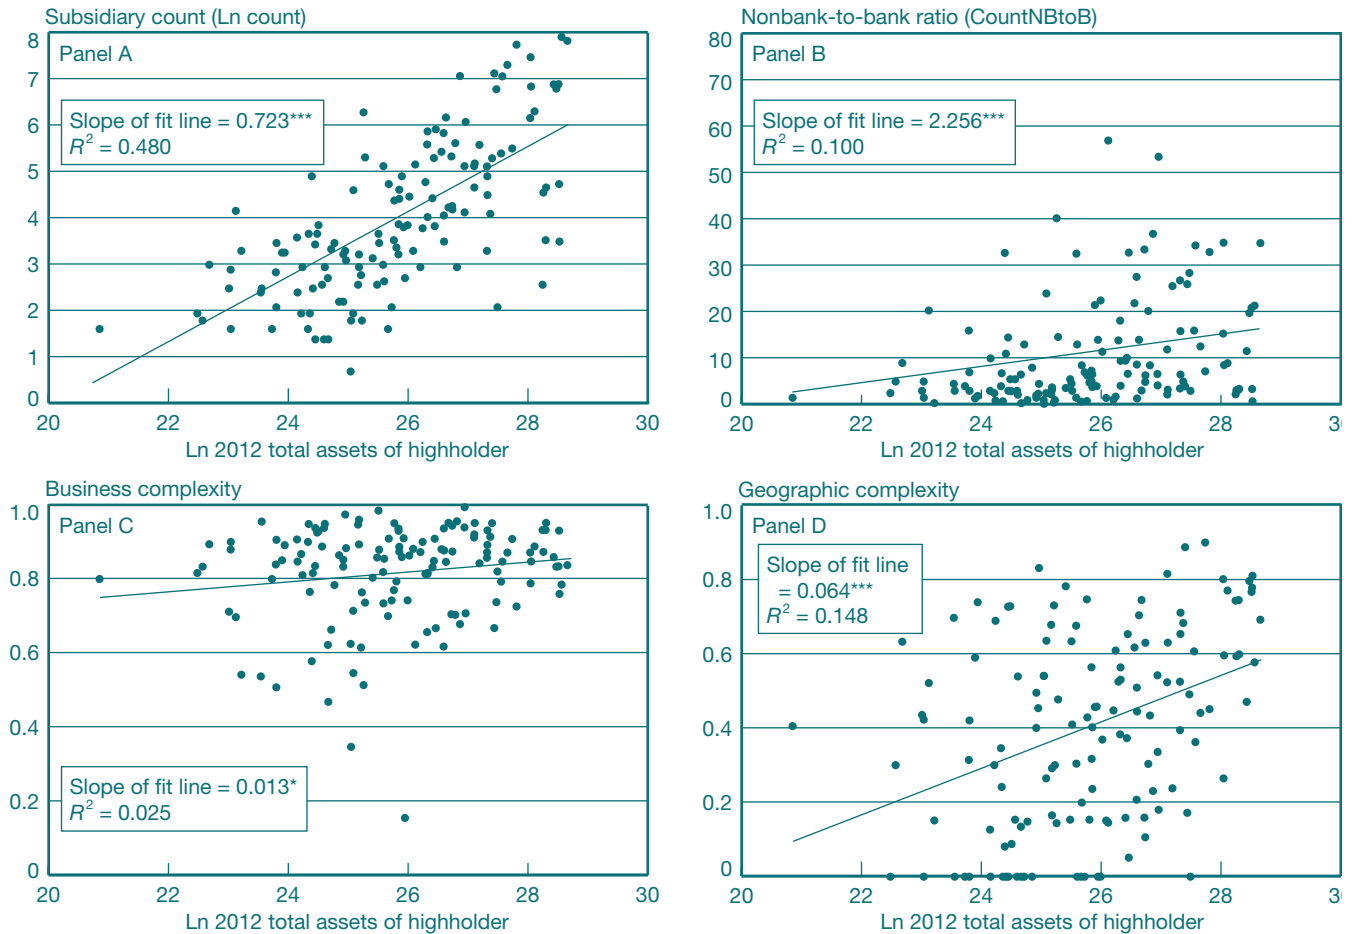 Subsidiary count (Ln count)
Panel A
8
7
6
5
4
3
2
1
0
Slope of fit line = 0.723***
R² = 0.480
20 22 24 26 28 30
Ln 2012 total assets of highholder
Nonbank-to-bank ratio (CountNBtoB)
Panel B
80
70
60
50
40
30
20
10
0
Slope of fit line = 2.256***
R² = 0.100
20 22 24 26 28
Ln 2012 total assets of highholder
Business complexity
Panel C
1.0
0.8
0.6
0.4
0.2
0
Slope of fit line = 0.013*
R² = 0.025
20 22 24 26 28 30
Ln 2012 total assets of highholder
Geographic complexity
Panel D
1.0
0.8
0.6
0.4
0.2
0
Slope of fit line
= 0.064***
R² = 0.148
20 22 24 26 28
Ln 2012 total assets of highholder